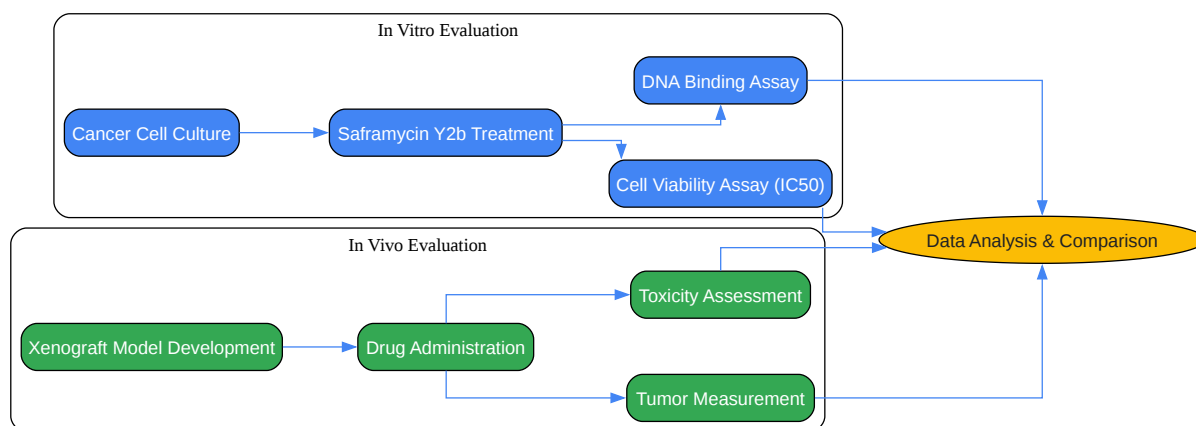 In Vitro Evaluation
DNA Binding Assay
Cancer Cell Culture
Saframycin Y2b Treatment
Cell Viability Assay (IC50)
In Vivo Evaluation
Data Analysis & Comparison
Toxicity Assessment
Xenograft Model Development
Drug Administration
Tumor Measurement